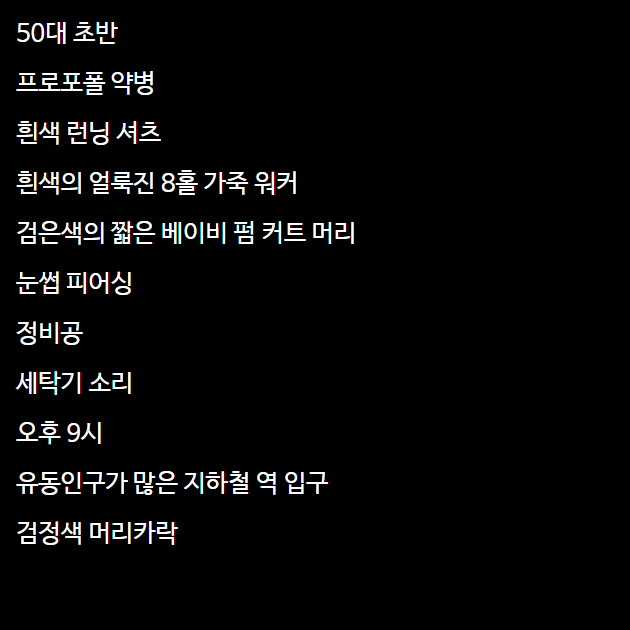 50대 초반
프로포폴 약병
흰색 런닝 셔츠
흰색의 얼룩진 8홀 가죽 워커
검은색의 짧은 베이비 펌 커트 머리
눈썹 피어싱
정비공
세탁기 소리
오후 9시
유동인구가 많은 지하철 역 입구
검정색 머리카락